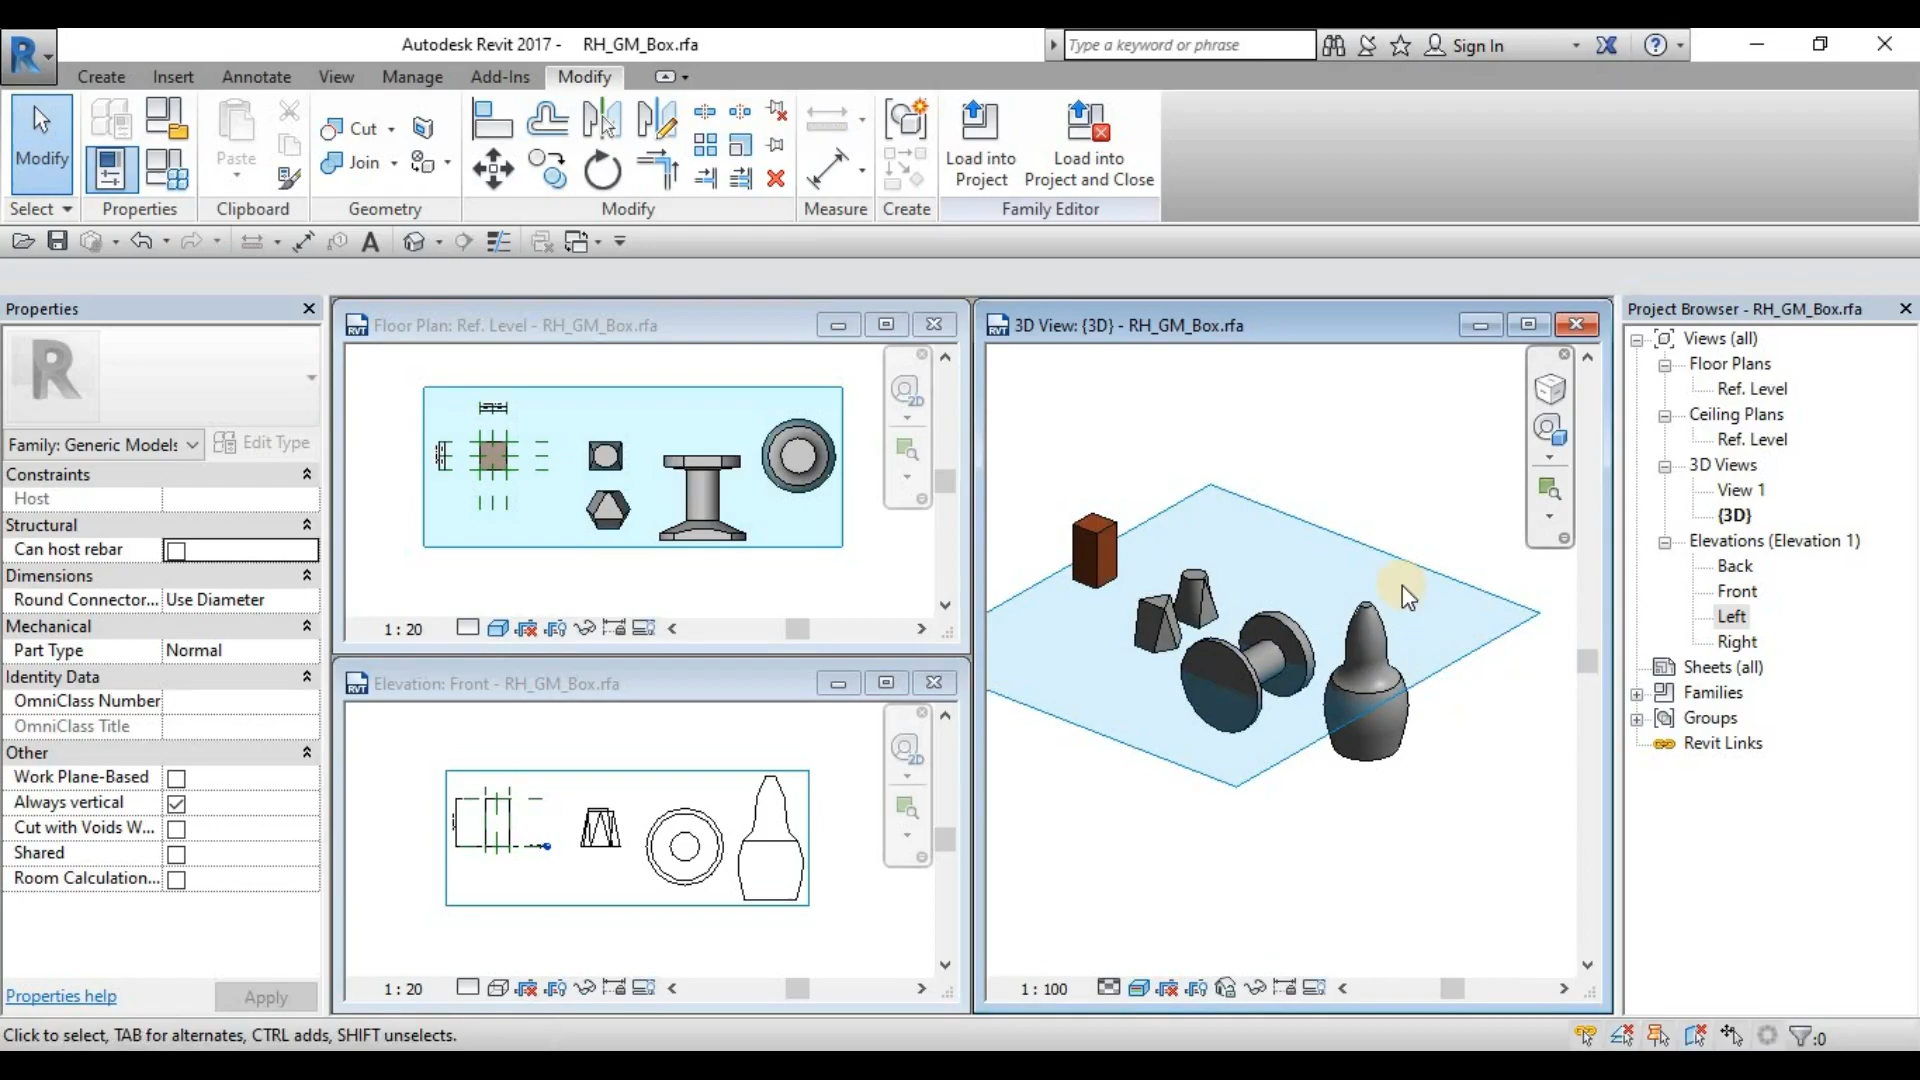 Autodesk Revit 2017 - RH_GM_Box.rfa
Type a keyword or phrase
Sign In
Create Insert Annotate View Manage Add-Ins Modify
Modify
Paste
Cut
Join
Load into Project
Load into Project and Close
Select Properties Clipboard Geometry Modify Measure Create Family Editor
Properties
Family: Generic Models
Edit Type
Constraints
Host
Structural
Can host rebar
Dimensions
Round Connector... Use Diameter
Mechanical
Part Type Normal
Identity Data
OmniClass Number
OmniClass Title
Other
Work Plane-Based
Always vertical
Cut with Voids W...
Shared
Room Calculation...
Properties help
Apply
Floor Plan: Ref. Level - RH_GM_Box.rfa
2D
1 : 20
Elevation: Front - RH_GM_Box.rfa
2D
1 : 20
3D View: {3D} - RH_GM_Box.rfa
1 : 100
Project Browser - RH_GM_Box.rfa
Views (all)
Floor Plans
Ref. Level
Ceiling Plans
Ref. Level
3D Views
View 1
{3D}
Elevations (Elevation 1)
Back
Front
Left
Right
Sheets (all)
Families
Groups
Revit Links
Click to select, TAB for alternates, CTRL adds, SHIFT unselects.
:0